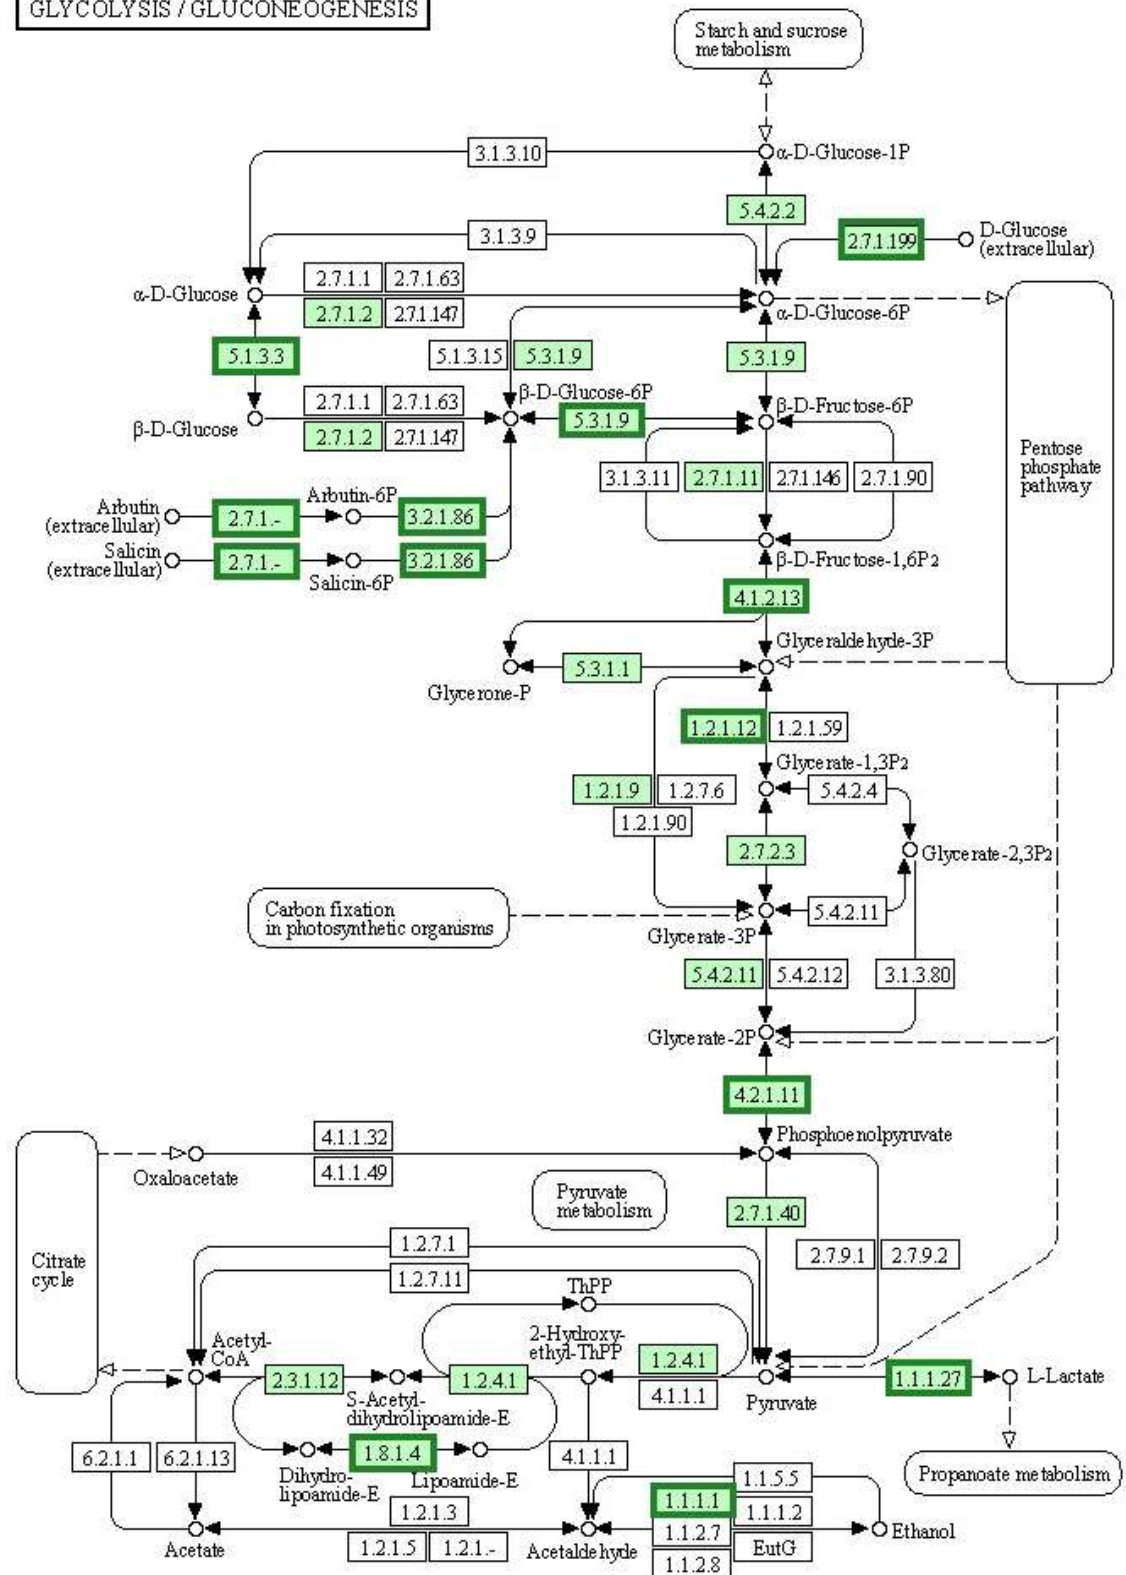 GLYCOLYSIS / GLUCONEOGENESIS
Starch and sucrose
metabolism
3.1.3.10
α-D-Glucose-1P
5.4.2.2
3.1.3.9
2.7.1.199
D-Glucose
(extracellular)
2.7.1.1
2.7.1.63
α-D-Glucose
2.7.1.2
2.7.1.147
α-D-Glucose-6P
5.1.3.3
5.1.3.15
5.3.1.9
5.3.1.9
2.7.1.1
2.7.1.63
β-D-Glucose-6P
β-D-Glucose
2.7.1.2
2.7.1.147
5.3.1.9
β-D-Fructose-6P
Pentose
phosphate
pathway
3.1.3.11
2.7.1.11
2.7.1.146
2.7.1.90
Arbutin
(extracellular)
2.7.1.-
Arbutin-6P
3.2.1.86
Salicin
(extracellular)
2.7.1.-
Salicin-6P
3.2.1.86
β-D-Fructose-1,6P2
4.1.2.13
Glyceraldehyde-3P
5.3.1.1
Glycerone-P
1.2.1.12
1.2.1.59
Glycerate-1,3P2
1.2.1.9
1.2.7.6
5.4.2.4
1.2.1.90
2.7.2.3
Glycerate-2,3P2
Carbon fixation
in photosynthetic organisms
5.4.2.11
Glycerate-3P
5.4.2.11
5.4.2.12
3.1.3.80
Glycerate-2P
4.2.1.11
4.1.1.32
Phosphoenolpyruvate
Oxaloacetate
4.1.1.49
Pyruvate
metabolism
2.7.1.40
Citrate
cycle
1.2.7.1
2.7.9.1
2.7.9.2
1.2.7.11
ThPP
Acetyl-
CoA
2-Hydroxy-
ethyl-ThPP
1.2.4.1
2.3.1.12
1.2.4.1
4.1.1.1
1.1.1.27
L-Lactate
S-Acetyl-
dihydrolipoamide-E
Pyruvate
6.2.1.1
6.2.1.13
1.8.1.4
4.1.1.1
Dihydro-
lipoamide-E
Lipoamide-E
Propanoate metabolism
1.1.5.5
1.2.1.3
1.1.1.1
1.1.1.2
Acetate
1.2.1.5
1.2.1.-
Acetaldehyde
1.1.2.7
EutG
Ethanol
1.1.2.8